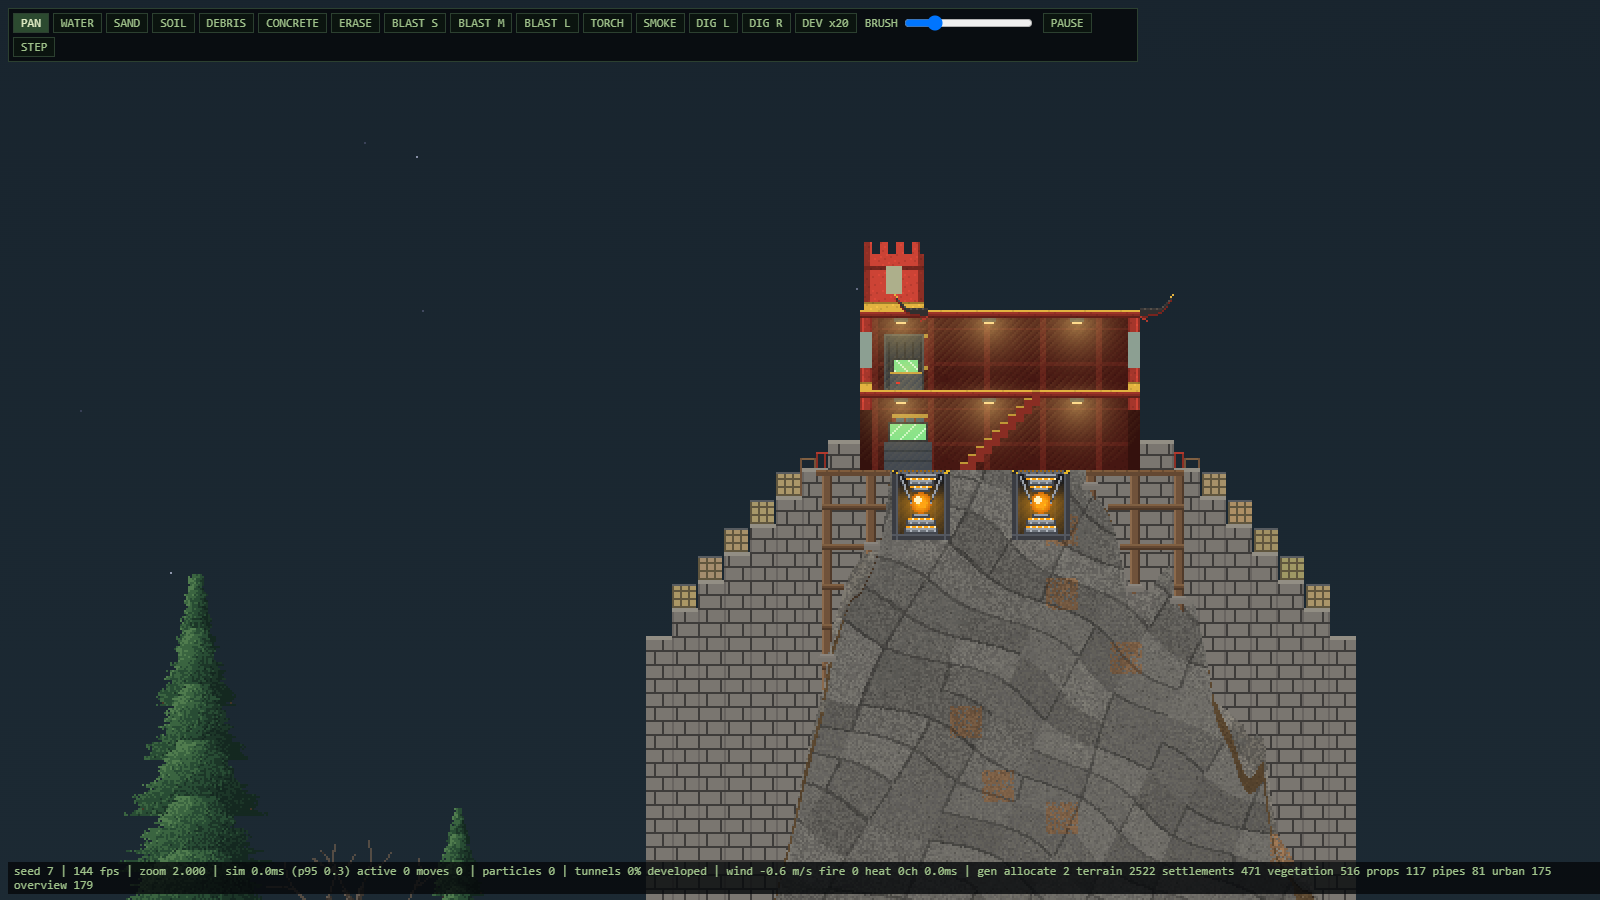 PAN WATER SAND SOIL DEBRIS CONCRETE ERASE BLAST S BLAST M BLAST L TORCH SMOKE DIG L DIG R DEV x20 BRUSH PAUSE
STEP
seed 7 | 144 fps | zoom 2.000 | sim 0.0ms (p95 0.3) active 0 moves 0 | particles 0 | tunnels 0% developed | wind -0.6 m/s fire 0 heat 0ch 0.0ms | gen allocate 2 terrain 2522 settlements 471 vegetation 516 props 117 pipes 81 urban 175
overview 179